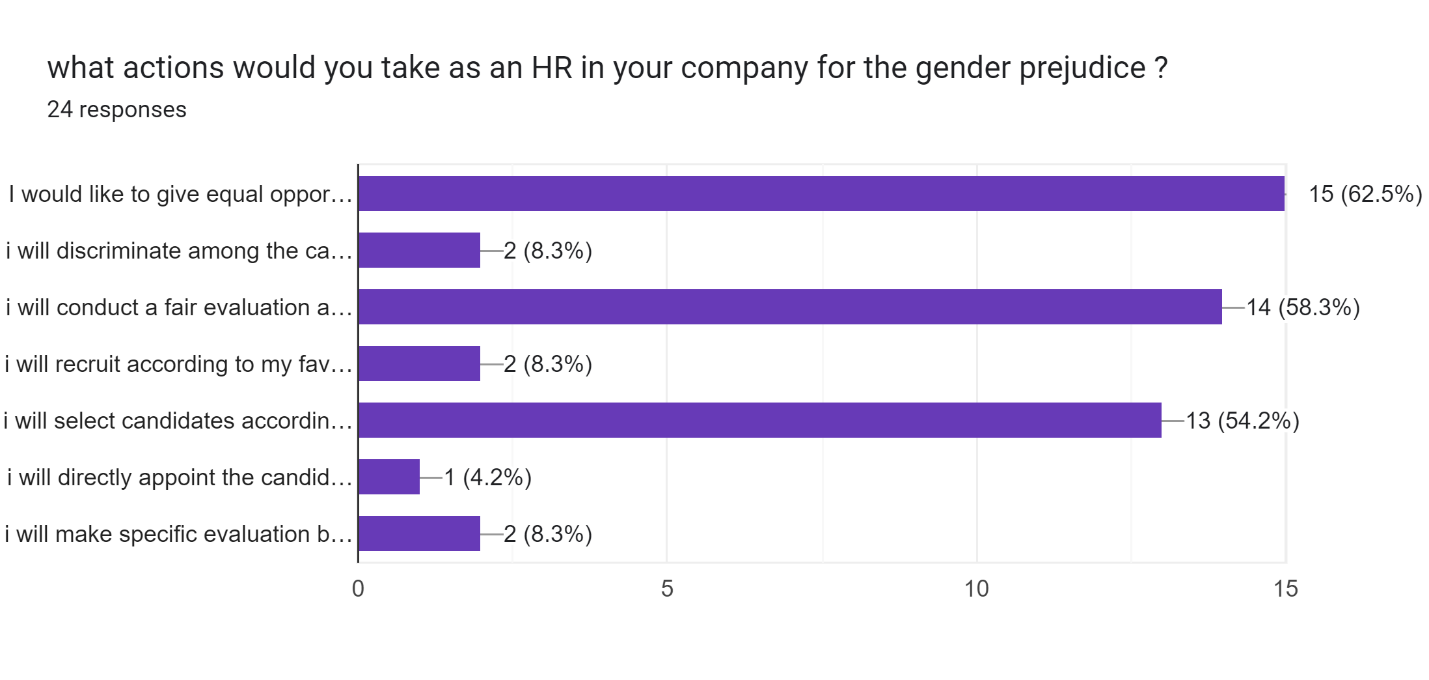 what actions would you take as an HR in your company for the gender prejudice ?
24 responses
I would like to give equal oppor…
15 (62.5%)
i will discriminate among the ca…
2 (8.3%)
i will conduct a fair evaluation a…
14 (58.3%)
i will recruit according to my fav…
2 (8.3%)
i will select candidates accordin…
13 (54.2%)
i will directly appoint the candid…
1 (4.2%)
i will make specific evaluation b…
2 (8.3%)
0 5 10 15